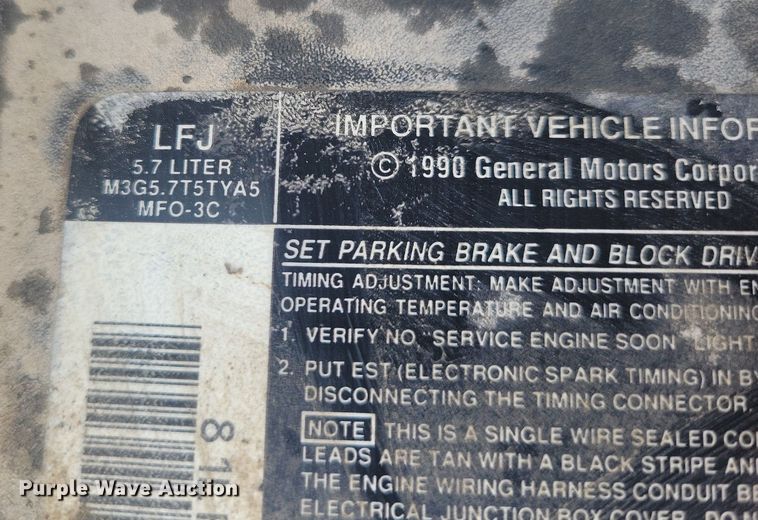 LFJ
5.7 LITER
M3G5.7T5TYA5
MFO-3C
IMPORTANT VEHICLE INFOR
© 1990 General Motors Corpor
ALL RIGHTS RESERVED
SET PARKING BRAKE AND BLOCK DRIV
TIMING ADJUSTMENT: MAKE ADJUSTMENT WITH EN
OPERATING TEMPERATURE AND AIR CONDITIONING
1. VERIFY NO "SERVICE ENGINE SOON" LIGHT
2. PUT EST (ELECTRONIC SPARK TIMING) IN BY
DISCONNECTING THE TIMING CONNECTOR.
NOTE THIS IS A SINGLE WIRE SEALED CO
LEADS ARE TAN WITH A BLACK STRIPE AN
THE ENGINE WIRING HARNESS CONDUIT BE
ELECTRICAL JUNCTION BOX COVER. DO N
81
Purple Wave Auction